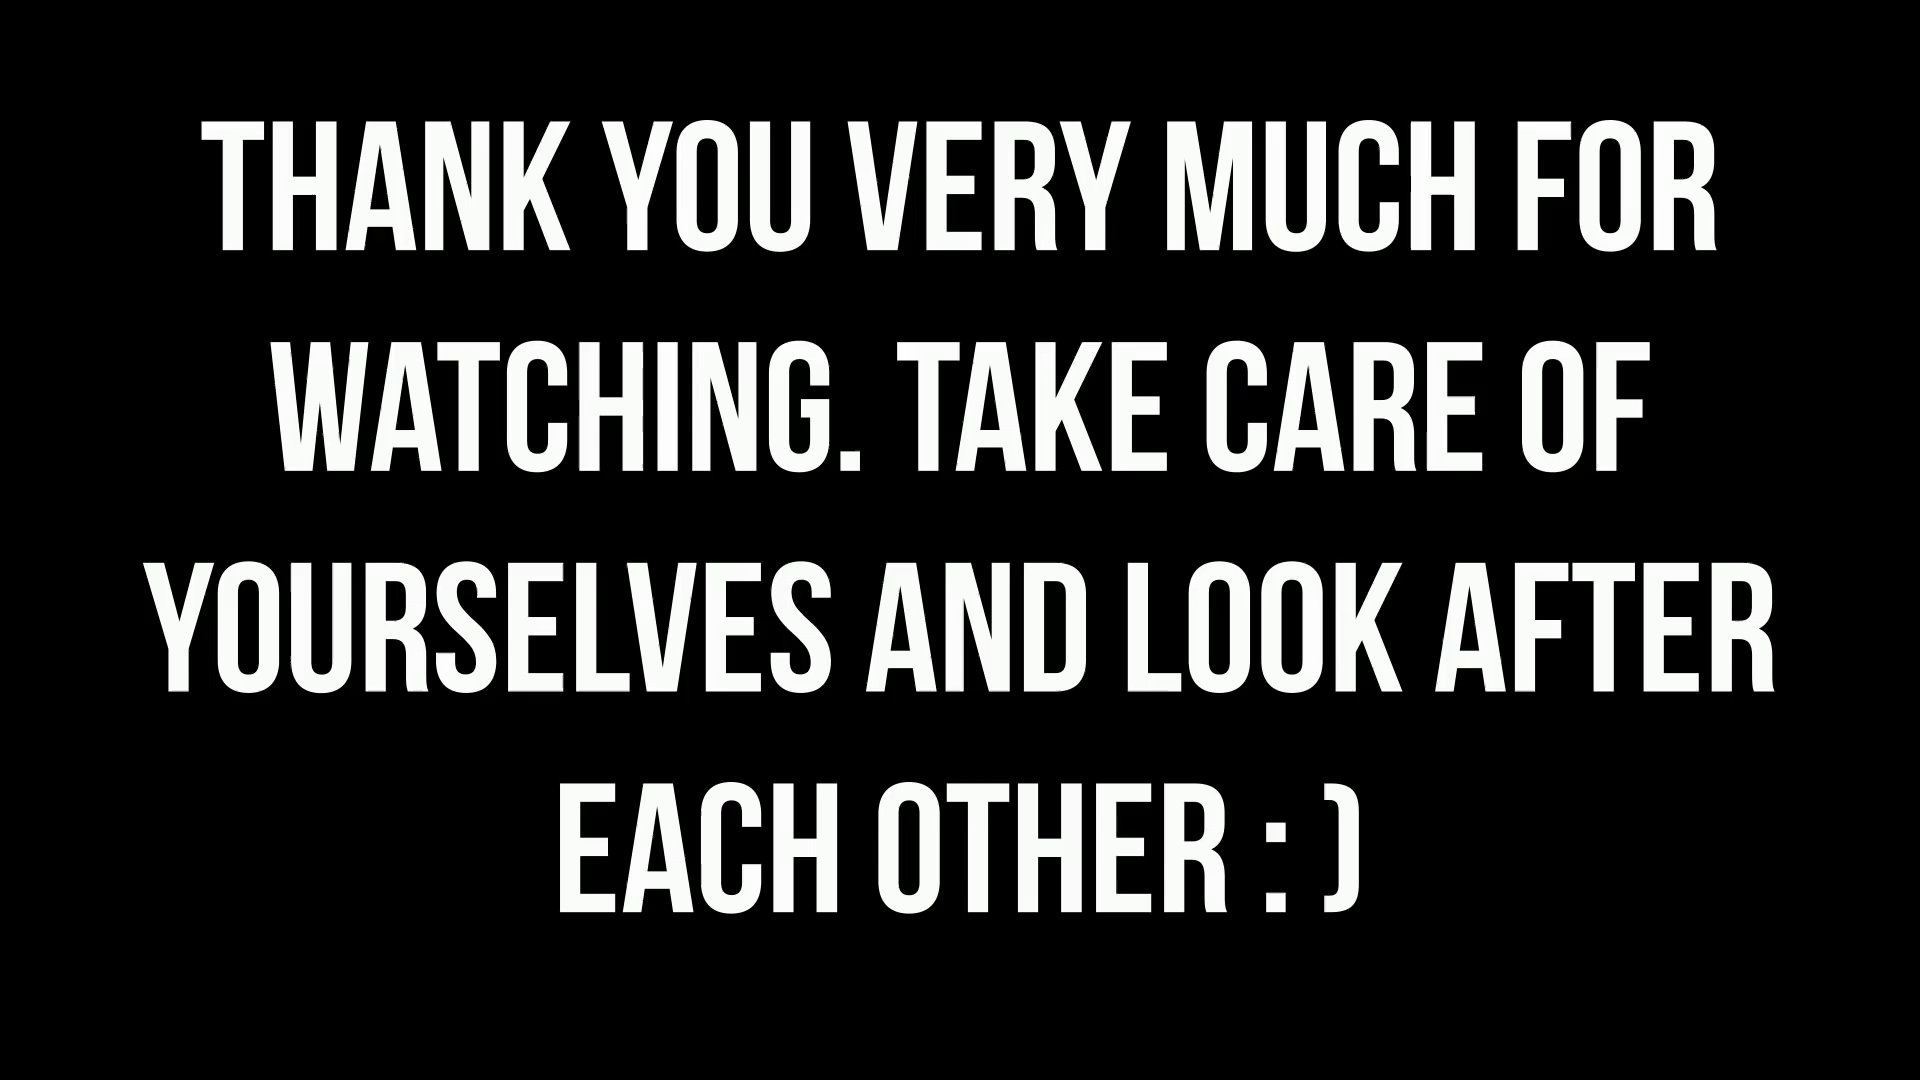 THANK YOU VERY MUCH FOR
WATCHING. TAKE CARE OF
YOURSELVES AND LOOK AFTER
EACH OTHER : )